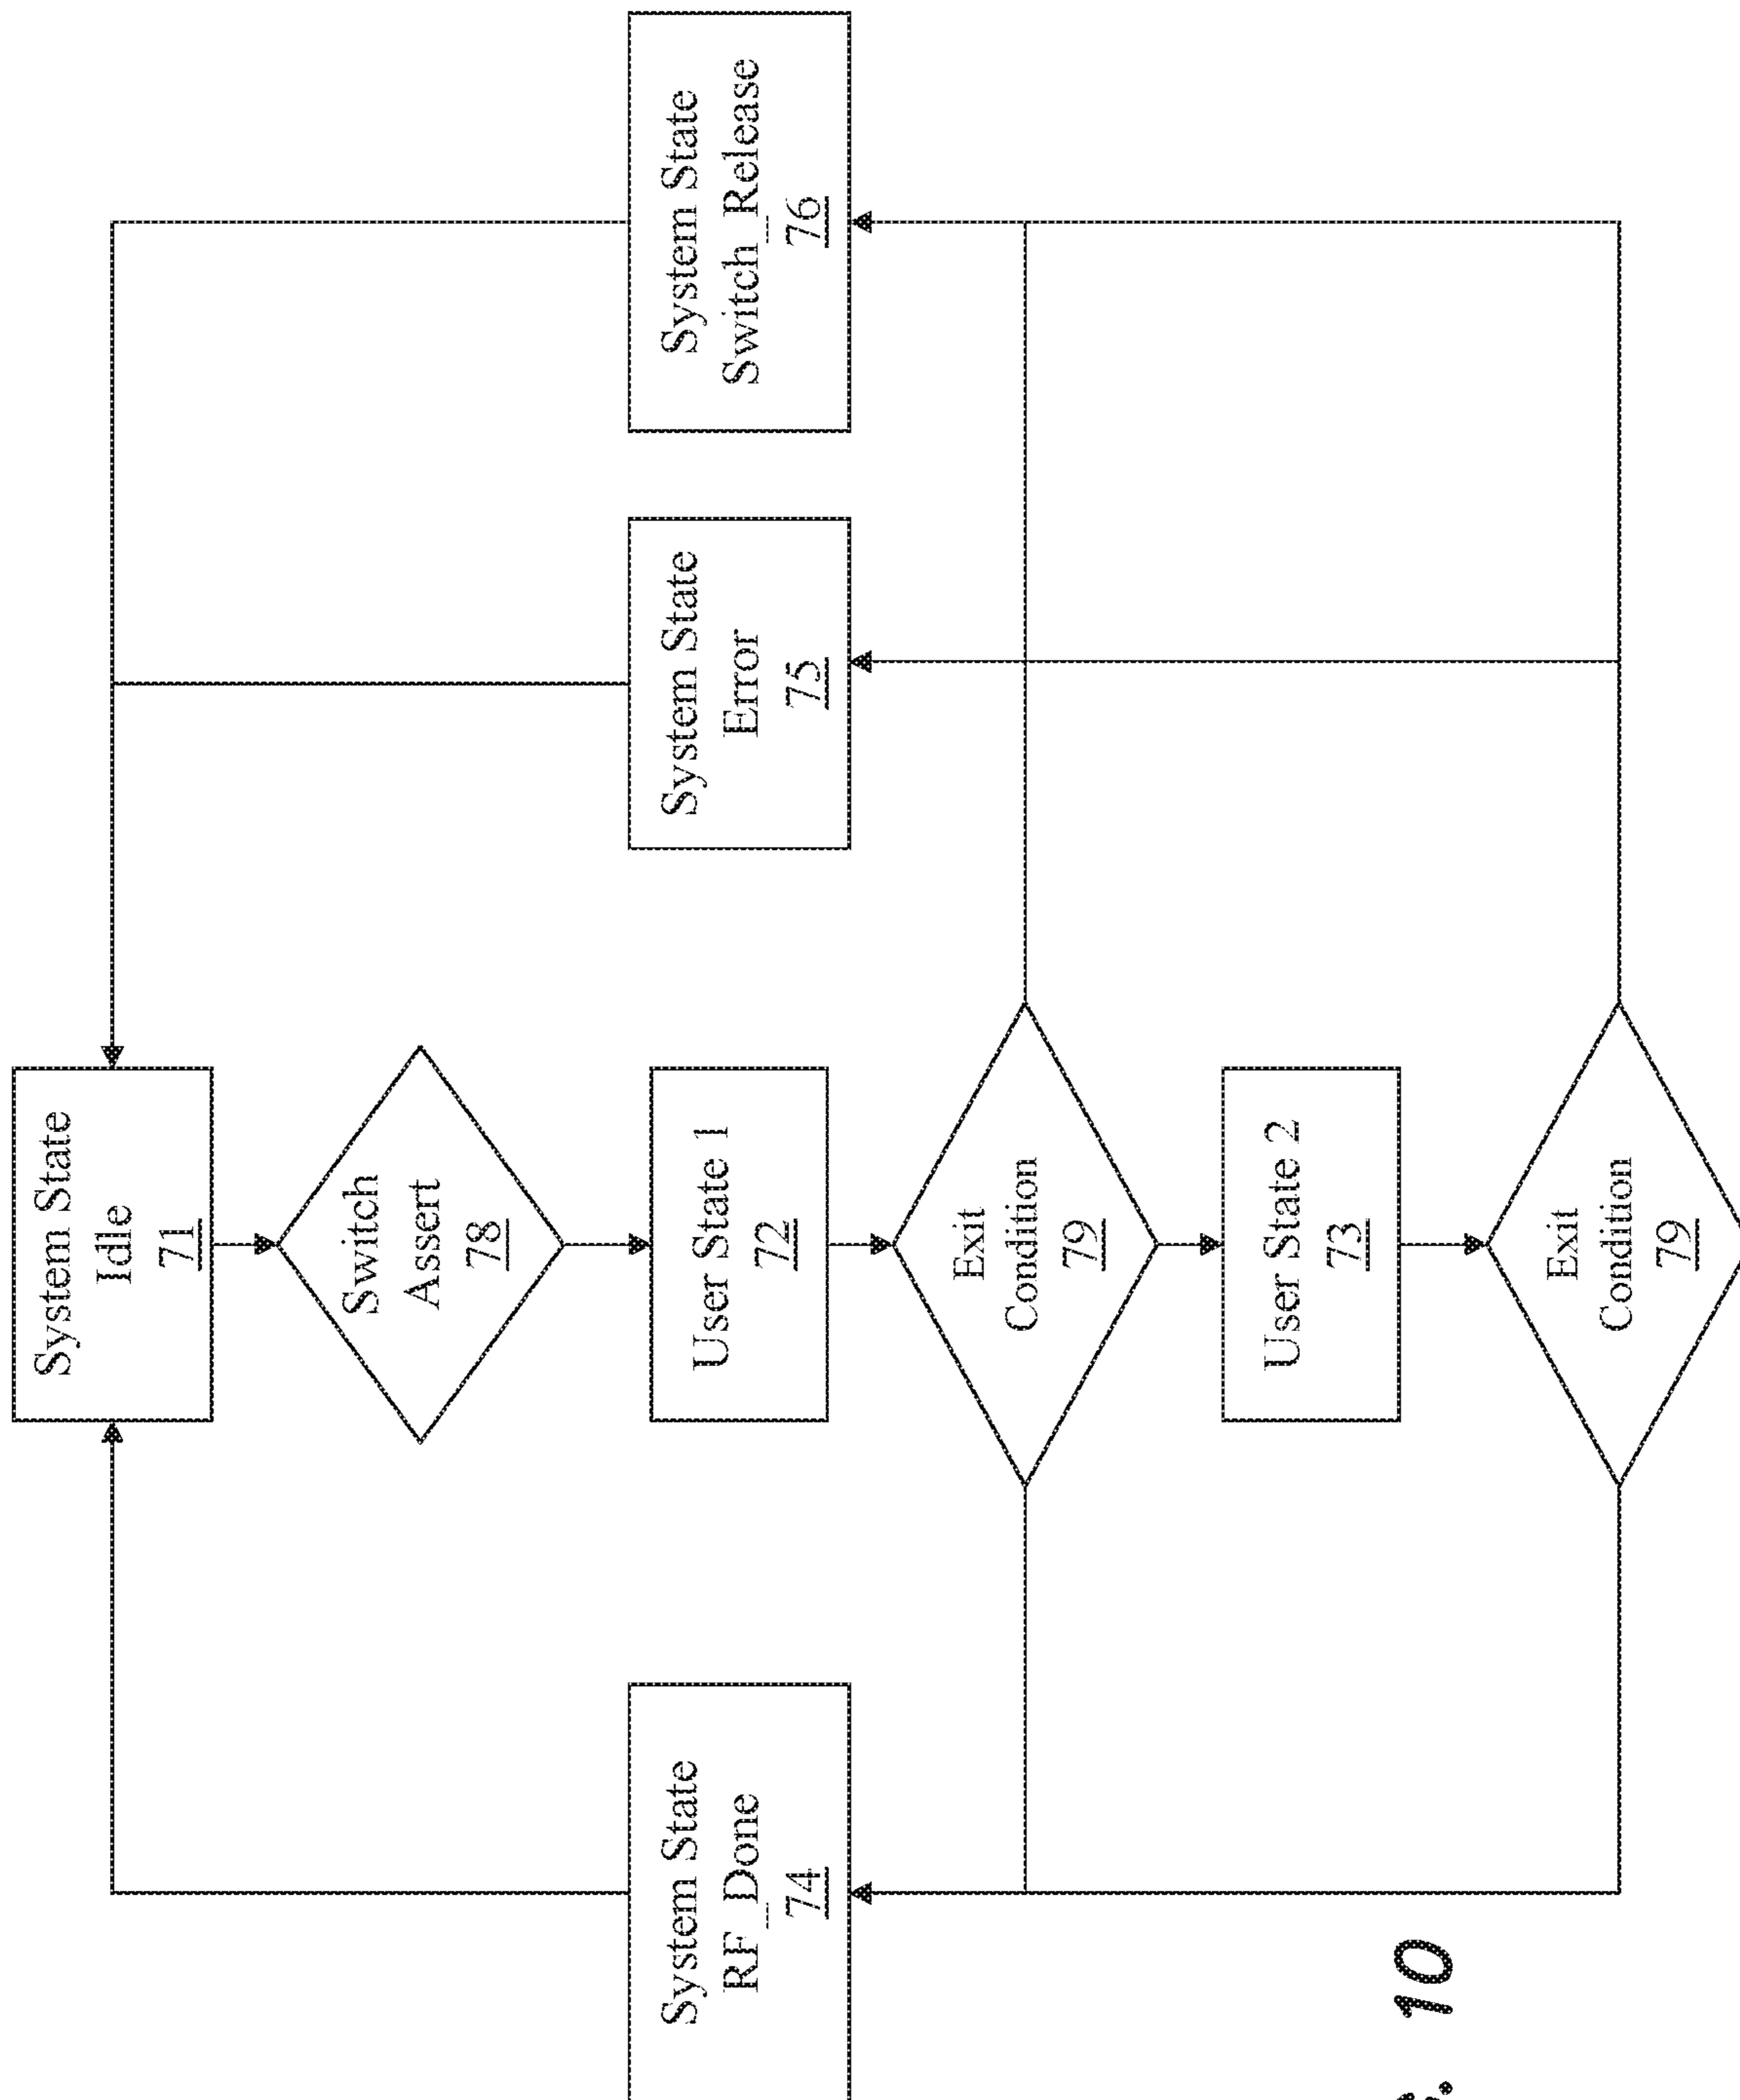 System State
Idle
71
Switch
Assert
78
System State
RF_Done
74
User State 1
72
System State
Error
75
System State
Switch_Release
76
Exit
Condition
79
User State 2
73
Exit
Condition
79
10